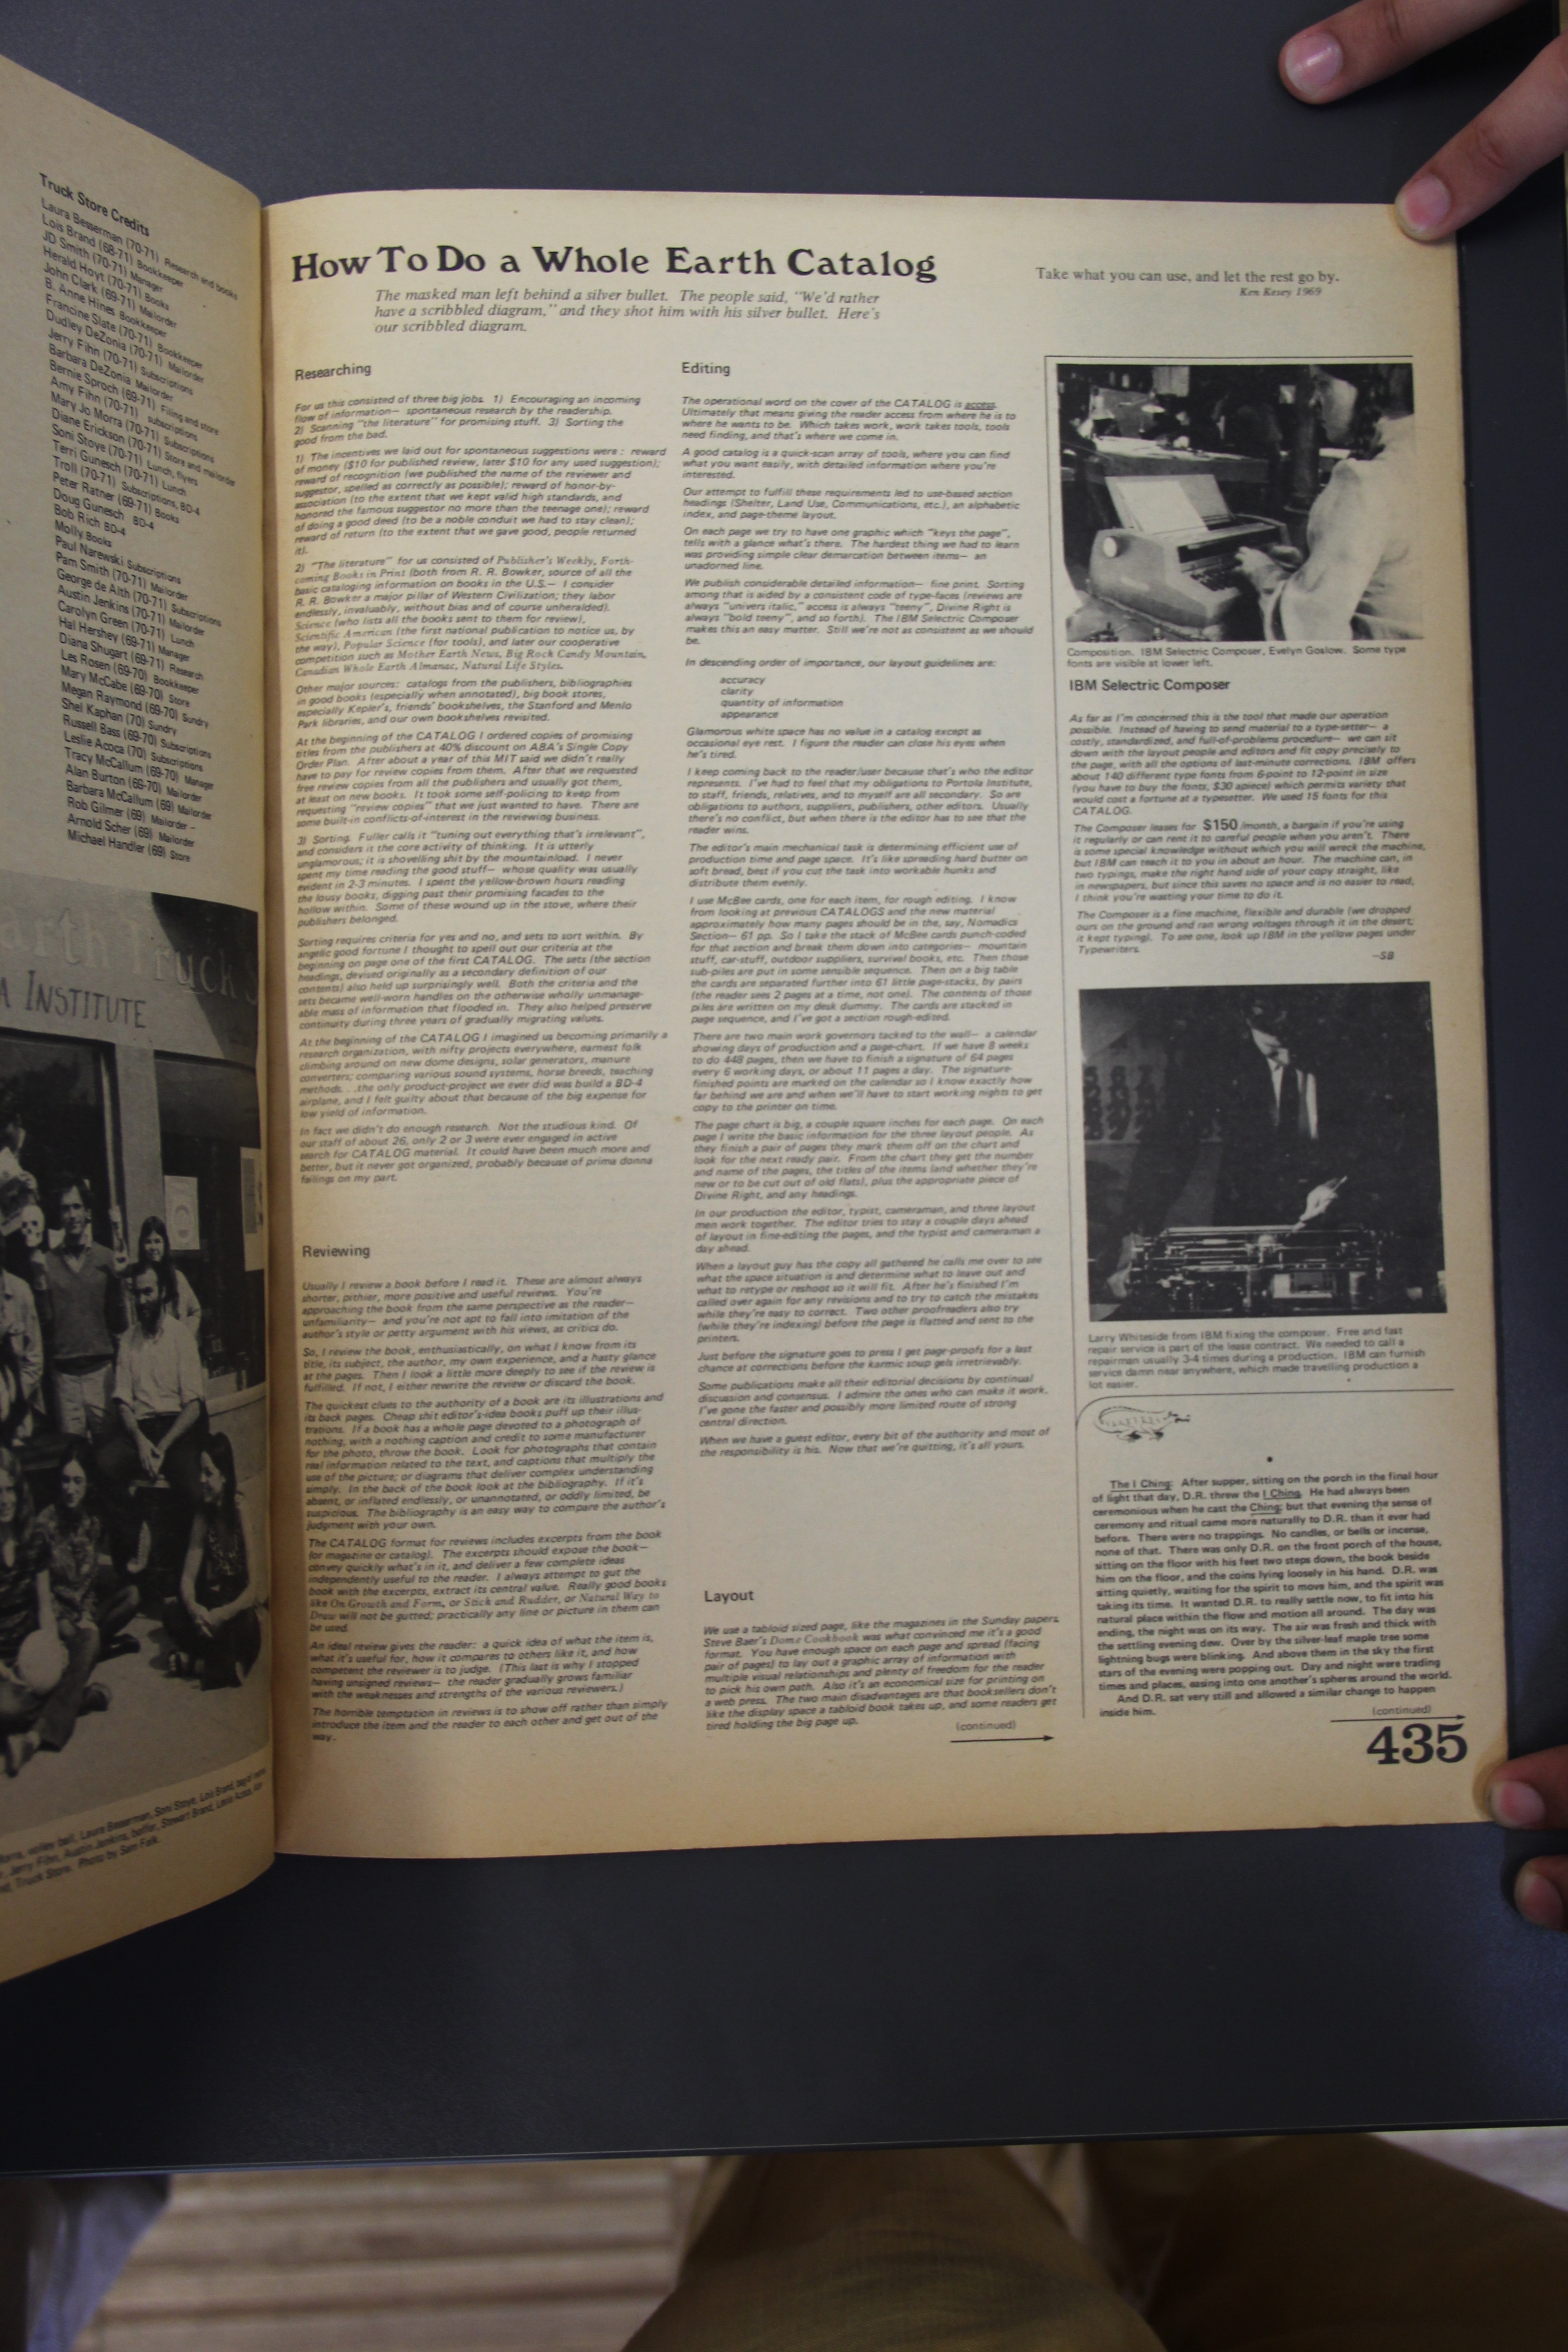 Truck Store Credits
Laura Besserman (70-71) Research and books
Lois Brand (68-71) Bookkeeper
JD Smith (70-71) Manager
Herald Hoyt (70-71) Books
John Clark (69-71) Mailorder
B. Anne Hines Bookkeeper
Francine Slate (70-71) Bookkeeper
Dudley DeZonia (70-71) Mailorder
Jerry Fihn (70-71) Subscriptions
Barbara DeZonia Mailorder
Bernie Sproch (69-71) Filing and store
Amy Fihn (70-71) subscriptions
Mary Jo Morra (70-71) Subscriptions
Diane Erickson (70-71) Store and mailorder
Soni Stoye (70-71) Lunch, flyers
Terri Gunesch (70-71) Lunch
Troll (70-71) Subscriptions, BD-4
Peter Ratner (69-71) Books
Doug Gunesch BD-4
Bob Rich BD-4
Molly Books
Paul Narewski Subscriptions
Pam Smith (70-71) Mailorder
George de Alth (70-71) Subscriptions
Austin Jenkins (70-71) Mailorder
Carolyn Green (70-71) Lunch
Hal Hershey (69-71) Manager
Diana Shugart (69-71) Research
Les Rosen (69-70) Bookkeeper
Mary McCabe (69-70) Store
Megan Raymond (69-70) Sundry
Shel Kaphan (70) Sundry
Russell Bass (69-70) Subscriptions
Leslie Acoca (70) Subscriptions
Tracy McCallum (69-70) Manager
Alan Burton (69-70) Mailorder
Barbara McCallum (69) Mailorder
Rob Gilmer (69) Mailorder -
Arnold Scher (69) Mailorder
Michael Handler (69) Store
Truck S
A INSTITUTE
Morra, volley ball, Laura Besserman, Soni Stoye, Lois Brand, bag of
Jerry Fihn, Austin Jenkins, boffer, Stewart Brand, Leslie Acoca,
Truck Store. Photo by Sam Falk.
How To Do a Whole Earth Catalog
The masked man left behind a silver bullet. The people said, "We'd rather
have a scribbled diagram," and they shot him with his silver bullet. Here's
our scribbled diagram.
Take what you can use, and let the rest go by.
Ken Kesey 1969
Researching
For us this consisted of three big jobs. 1) Encouraging an incoming
flow of information— spontaneous research by the readership.
2) Scanning "the literature" for promising stuff. 3) Sorting the
good from the bad.
1) The incentives we laid out for spontaneous suggestions were : reward
of money ($10 for published review, later $10 for any used suggestion);
reward of recognition (we published the name of the reviewer and
suggestor, spelled as correctly as possible); reward of honor-by-
association (to the extent that we kept valid high standards, and
honored the famous suggestor no more than the teenage one); reward
of doing a good deed (to be a noble conduit we had to stay clean);
reward of return (to the extent that we gave good, people returned
it).
2) "The literature" for us consisted of Publisher's Weekly, Forth-
coming Books in Print (both from R. R. Bowker, source of all the
basic cataloging information on books in the U.S.— I consider
R. R. Bowker a major pillar of Western Civilization; they labor
endlessly, invaluably, without bias and of course unheralded),
Science (who lists all the books sent to them for review),
Scientific American (the first national publication to notice us, by
the way), Popular Science (for tools), and later our cooperative
competition such as Mother Earth News, Big Rock Candy Mountain,
Canadian Whole Earth Almanac, Natural Life Styles.
Other major sources: catalogs from the publishers, bibliographies
in good books (especially when annotated), big book stores,
especially Kepler's, friends' bookshelves, the Stanford and Menlo
Park libraries, and our own bookshelves revisited.
At the beginning of the CATALOG I ordered copies of promising
titles from the publishers at 40% discount on ABA's Single Copy
Order Plan. After about a year of this MIT said we didn't really
have to pay for review copies from them. After that we requested
free review copies from all the publishers and usually got them,
at least on new books. It took some self-policing to keep from
requesting "review copies" that we just wanted to have. There are
some built-in conflicts-of-interest in the reviewing business.
3) Sorting. Fuller calls it "tuning out everything that's irrelevant",
and considers it the core activity of thinking. It is utterly
unglamorous; it is shovelling shit by the mountainload. I never
spent my time reading the good stuff— whose quality was usually
evident in 2-3 minutes. I spent the yellow-brown hours reading
the lousy books, digging past their promising facades to the
hollow within. Some of these wound up in the stove, where their
publishers belonged.
Sorting requires criteria for yes and no, and sets to sort within. By
angelic good fortune I thought to spell out our criteria at the
beginning on page one of the first CATALOG. The sets (the section
headings, devised originally as a secondary definition of our
contents) also held up surprisingly well. Both the criteria and the
sets became well-worn handles on the otherwise wholly unmanage-
able mass of information that flooded in. They also helped preserve
continuity during three years of gradually migrating values.
At the beginning of the CATALOG I imagined us becoming primarily a
research organization, with nifty projects everywhere, earnest folk
climbing around on new dome designs, solar generators, manure
converters; comparing various sound systems, horse breeds, teaching
methods. . .the only product-project we ever did was build a BD-4
airplane, and I felt guilty about that because of the big expense for
low yield of information.
In fact we didn't do enough research. Not the studious kind. Of
our staff of about 26, only 2 or 3 were ever engaged in active
search for CATALOG material. It could have been much more and
better, but it never got organized, probably because of prima donna
failings on my part.
Reviewing
Usually I review a book before I read it. These are almost always
shorter, pithier, more positive and useful reviews. You're
approaching the book from the same perspective as the reader—
unfamiliarity— and you're not apt to fall into imitation of the
author's style or petty argument with his views, as critics do.
So, I review the book, enthusiastically, on what I know from its
title, its subject, the author, my own experience, and a hasty glance
at the pages. Then I look a little more deeply to see if the review is
fulfilled. If not, I either rewrite the review or discard the book.
The quickest clues to the authority of a book are its illustrations and
its back pages. Cheap shit editor's-idea books puff up their illus-
trations. If a book has a whole page devoted to a photograph of
nothing, with a nothing caption and credit to some manufacturer
for the photo, throw the book. Look for photographs that contain
real information related to the text, and captions that multiply the
use of the picture; or diagrams that deliver complex understanding
simply. In the back of the book look at the bibliography. If it's
absent, or inflated endlessly, or unannotated, or oddly limited, be
suspicious. The bibliography is an easy way to compare the author's
judgment with your own.
The CATALOG format for reviews includes excerpts from the book
(or magazine or catalog). The excerpts should expose the book—
convey quickly what's in it, and deliver a few complete ideas
independently useful to the reader. I always attempt to gut the
book with the excerpts, extract its central value. Really good books
like On Growth and Form, or Stick and Rudder, or Natural Way to
Draw will not be gutted; practically any line or picture in them can
be used.
An ideal review gives the reader: a quick idea of what the item is,
what it's useful for, how it compares to others like it, and how
competent the reviewer is to judge. (This last is why I stopped
having unsigned reviews— the reader gradually grows familiar
with the weaknesses and strengths of the various reviewers.)
The horrible temptation in reviews is to show off rather than simply
introduce the item and the reader to each other and get out of the
way.
Editing
The operational word on the cover of the CATALOG is access.
Ultimately that means giving the reader access from where he is to
where he wants to be. Which takes work, work takes tools, tools
need finding, and that's where we come in.
A good catalog is a quick-scan array of tools, where you can find
what you want easily, with detailed information where you're
interested.
Our attempt to fulfill these requirements led to use-based section
headings (Shelter, Land Use, Communications, etc.), an alphabetic
index, and page-theme layout.
On each page we try to have one graphic which "keys the page",
tells with a glance what's there. The hardest thing we had to learn
was providing simple clear demarcation between items— an
unadorned line.
We publish considerable detailed information— fine print. Sorting
among that is aided by a consistent code of type-faces (reviews are
always "univers italic," access is always "teeny", Divine Right is
always "bold teeny", and so forth). The IBM Selectric Composer
makes this an easy matter. Still we're not as consistent as we should
be.
In descending order of importance, our layout guidelines are:
accuracy
clarity
quantity of information
appearance
Glamorous white space has no value in a catalog except as
occasional eye rest. I figure the reader can close his eyes when
he's tired.
I keep coming back to the reader/user because that's who the editor
represents. I've had to feel that my obligations to Portola Institute,
to staff, friends, relatives, and to myself are all secondary. So are
obligations to authors, suppliers, publishers, other editors. Usually
there's no conflict, but when there is the editor has to see that the
reader wins.
The editor's main mechanical task is determining efficient use of
production time and page space. It's like spreading hard butter on
soft bread, best if you cut the task into workable hunks and
distribute them evenly.
I use McBee cards, one for each item, for rough editing. I know
from looking at previous CATALOGS and the new material
approximately how many pages should be in the, say, Nomadics
Section— 61 pp. So I take the stack of McBee cards punch-coded
for that section and break them down into categories— mountain
stuff, car-stuff, outdoor suppliers, survival books, etc. Then those
sub-piles are put in some sensible sequence. Then on a big table
the cards are separated further into 61 little page-stacks, by pairs
(the reader sees 2 pages at a time, not one). The contents of those
piles are written on my desk dummy. The cards are stacked in
page sequence, and I've got a section rough-edited.
There are two main work governors tacked to the wall— a calendar
showing days of production and a page-chart. If we have 8 weeks
to do 448 pages, then we have to finish a signature of 64 pages
every 6 working days, or about 11 pages a day. The signature-
finished points are marked on the calendar so I know exactly how
far behind we are and when we'll have to start working nights to get
copy to the printer on time.
The page chart is big, a couple square inches for each page. On each
page I write the basic information for the three layout people. As
they finish a pair of pages they mark them off on the chart and
look for the next ready pair. From the chart they get the number
and name of the pages, the titles of the items (and whether they're
new or to be cut out of old flats), plus the appropriate piece of
Divine Right, and any headings.
In our production the editor, typist, cameraman, and three layout
men work together. The editor tries to stay a couple days ahead
of layout in fine-editing the pages, and the typist and cameraman a
day ahead.
When a layout guy has the copy all gathered he calls me over to see
what the space situation is and determine what to leave out and
what to retype or reshoot so it will fit. After he's finished I'm
called over again for any revisions and to try to catch the mistakes
while they're easy to correct. Two other proofreaders also try
(while they're indexing) before the page is flatted and sent to the
printers.
Just before the signature goes to press I get page-proofs for a last
chance at corrections before the karmic soup gels irretrievably.
Some publications make all their editorial decisions by continual
discussion and consensus. I admire the ones who can make it work.
I've gone the faster and possibly more limited route of strong
central direction.
When we have a guest editor, every bit of the authority and most of
the responsibility is his. Now that we're quitting, it's all yours.
Layout
We use a tabloid sized page, like the magazines in the Sunday papers.
Steve Baer's Dome Cookbook was what convinced me it's a good
format. You have enough space on each page and spread (facing
pair of pages) to lay out a graphic array of information with
multiple visual relationships and plenty of freedom for the reader
to pick his own path. Also it's an economical size for printing on
a web press. The two main disadvantages are that booksellers don't
like the display space a tabloid book takes up, and some readers get
tired holding the big page up.
(continued)
Composition. IBM Selectric Composer, Evelyn Goslow. Some type
fonts are visible at lower left.
IBM Selectric Composer
As far as I'm concerned this is the tool that made our operation
possible. Instead of having to send material to a type-setter— a
costly, standardized, and full-of-problems procedure— we can sit
down with the layout people and editors and fit copy precisely to
the page, with all the options of last-minute corrections. IBM offers
about 140 different type fonts from 6-point to 12-point in size
(you have to buy the fonts, $30 apiece) which permits variety that
would cost a fortune at a typesetter. We used 15 fonts for this
CATALOG.
The Composer leases for $150/month, a bargain if you're using
it regularly or can rent it to careful people when you aren't. There
is some special knowledge without which you will wreck the machine,
but IBM can teach it to you in about an hour. The machine can, in
two typings, make the right hand side of your copy straight, like
in newspapers, but since this saves no space and is no easier to read,
I think you're wasting your time to do it.
The Composer is a fine machine, flexible and durable (we dropped
ours on the ground and ran wrong voltages through it in the desert;
it kept typing). To see one, look up IBM in the yellow pages under
Typewriters.
—SB
Larry Whiteside from IBM fixing the composer. Free and fast
repair service is part of the lease contract. We needed to call a
repairman usually 3-4 times during a production. IBM can furnish
service damn near anywhere, which made travelling production a
lot easier.
The I Ching: After supper, sitting on the porch in the final hour
of light that day, D.R. threw the I Ching. He had always been
ceremonious when he cast the Ching; but that evening the sense of
ceremony and ritual came more naturally to D.R. than it ever had
before. There were no trappings. No candles, or bells or incense,
none of that. There was only D.R. on the front porch of the house,
sitting on the floor with his feet two steps down, the book beside
him on the floor, and the coins lying loosely in his hand. D.R. was
sitting quietly, waiting for the spirit to move him, and the spirit was
taking its time. It wanted D.R. to really settle now, to fit into his
natural place within the flow and motion all around. The day was
ending, the night was on its way. The air was fresh and thick with
the settling evening dew. Over by the silver-leaf maple tree some
lightning bugs were blinking. And above them in the sky the first
stars of the evening were popping out. Day and night were trading
times and places, easing into one another's spheres around the world.
And D.R. sat very still and allowed a similar change to happen
inside him.
(continued)
435